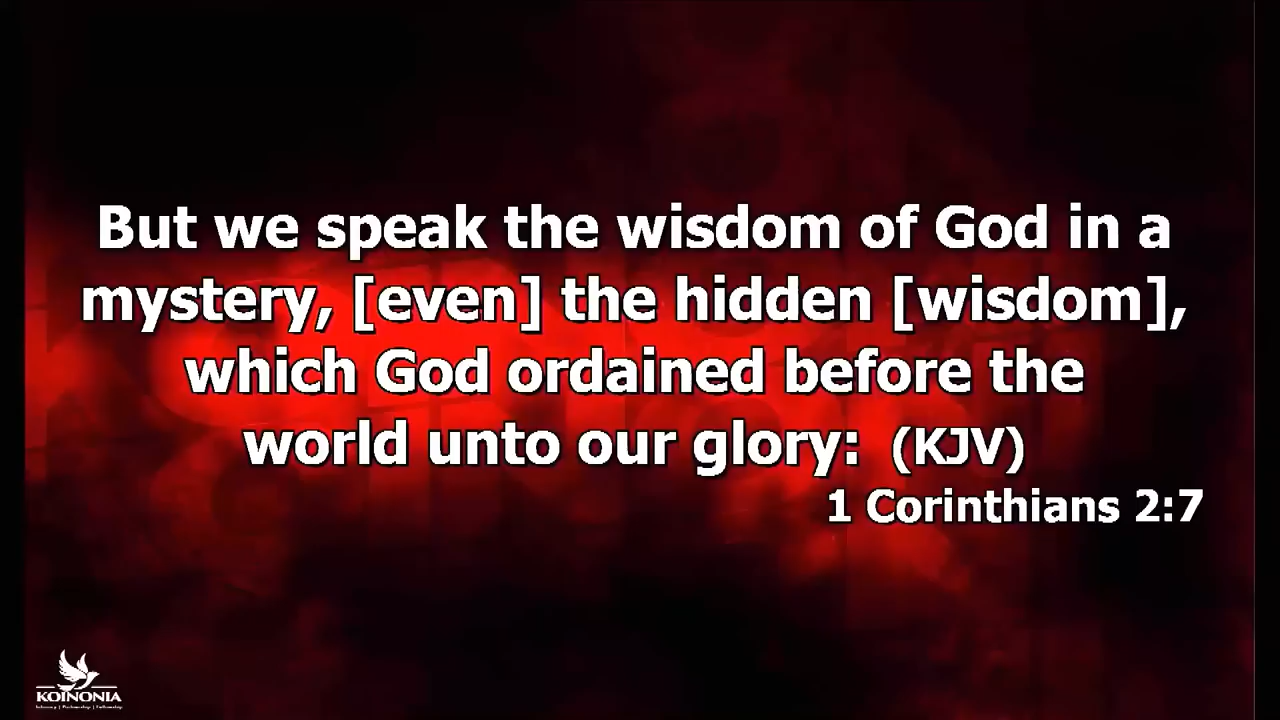 But we speak the wisdom of God in a
mystery, [even] the hidden [wisdom],
which God ordained before the
world unto our glory: (KJV)
1 Corinthians 2:7
KOINONIA